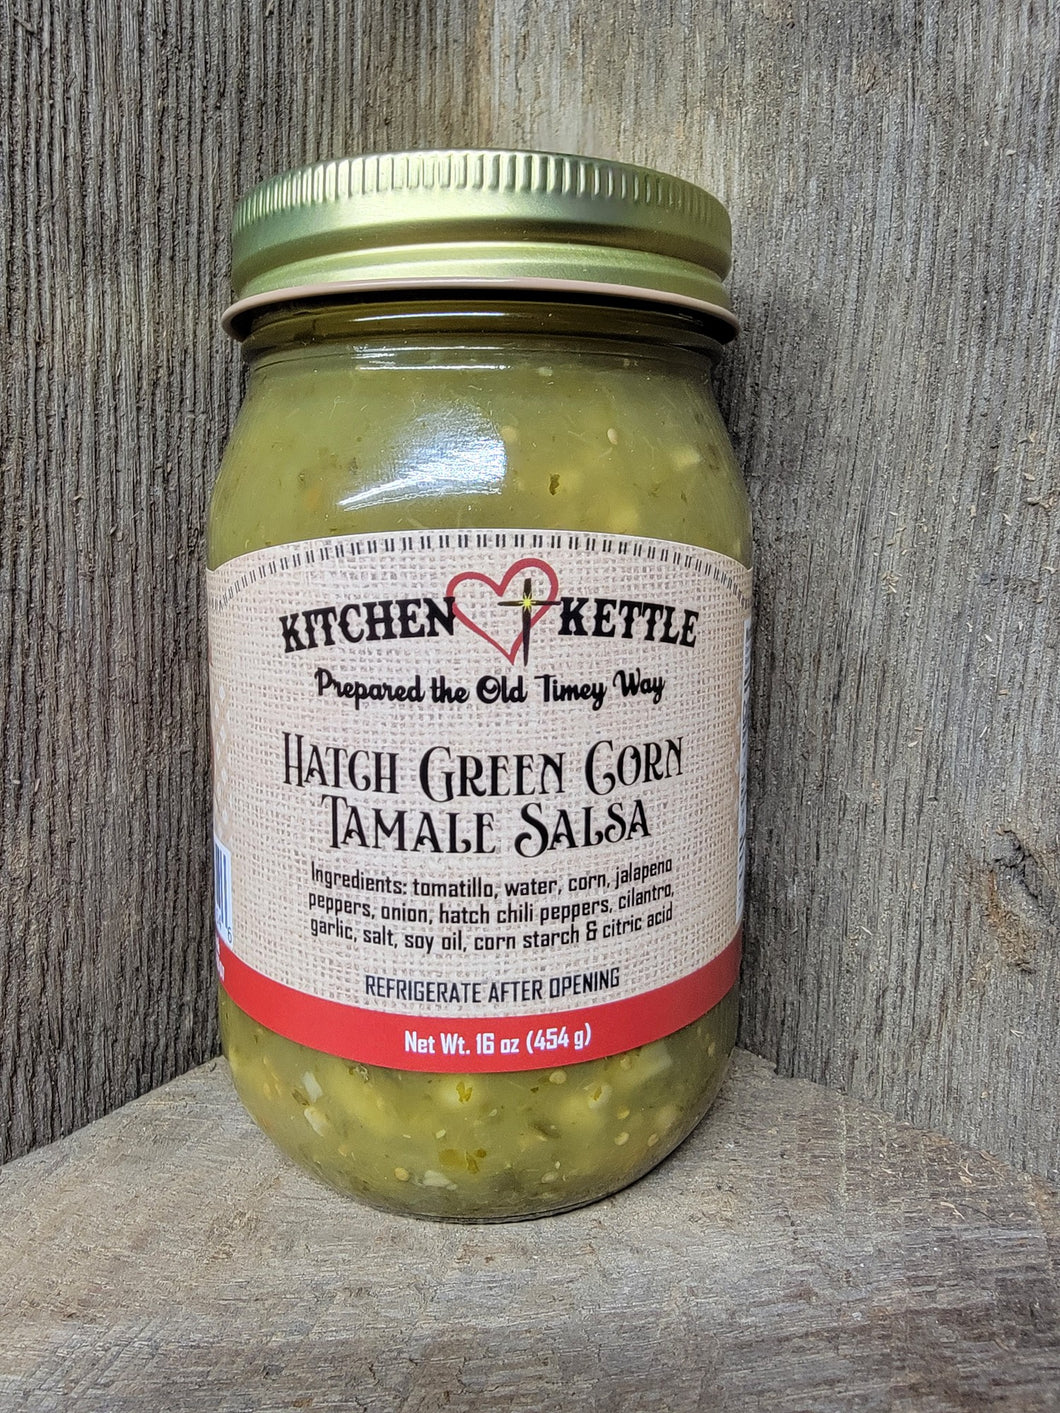 KITCHEN KETTLE
Prepared the Old Timey Way
HATCH GREEN CORN
TAMALE SALSA
Ingredients: tomatillo, water, corn, jalapeno
peppers, onion, hatch chili peppers, cilantro,
garlic, salt, soy oil, corn starch & citric acid
REFRIGERATE AFTER OPENING
Net Wt. 16 oz (454 g)
6